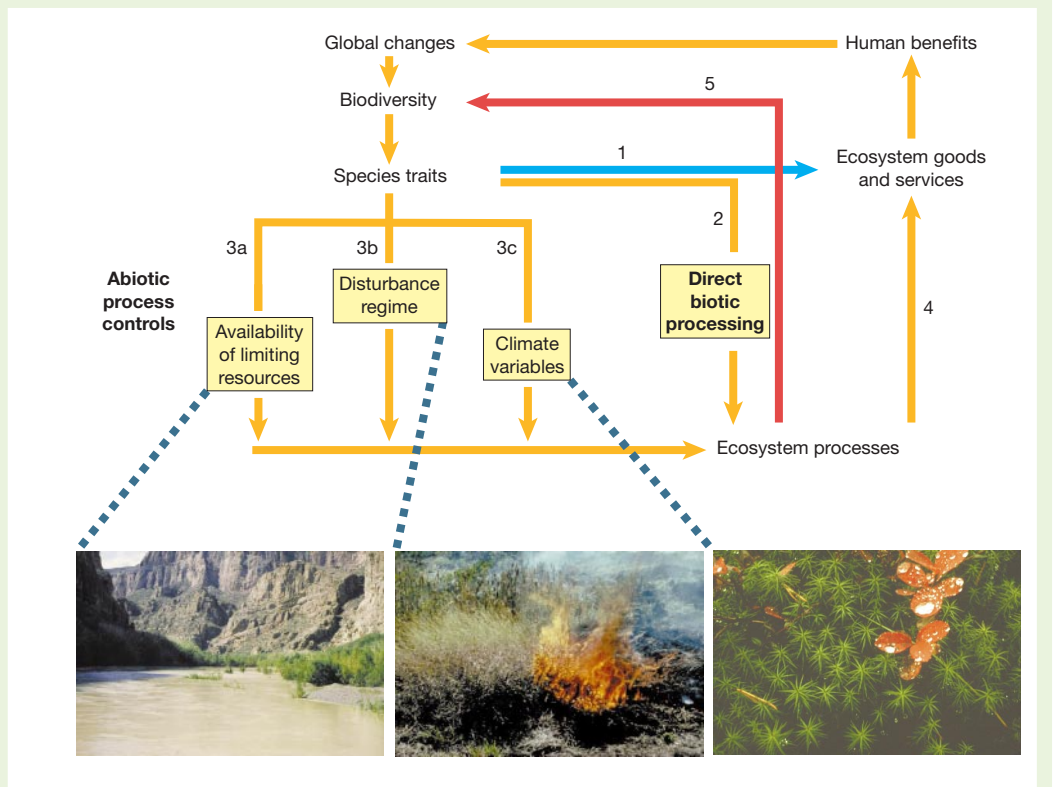 Global changes
Human benefits
Biodiversity
5
1
Ecosystem goods
and services
Species traits
2
3a
3b
3c
Abiotic
process
controls
Disturbance
regime
Direct
biotic
processing
4
Availability
of limiting
resources
Climate
variables
Ecosystem processes